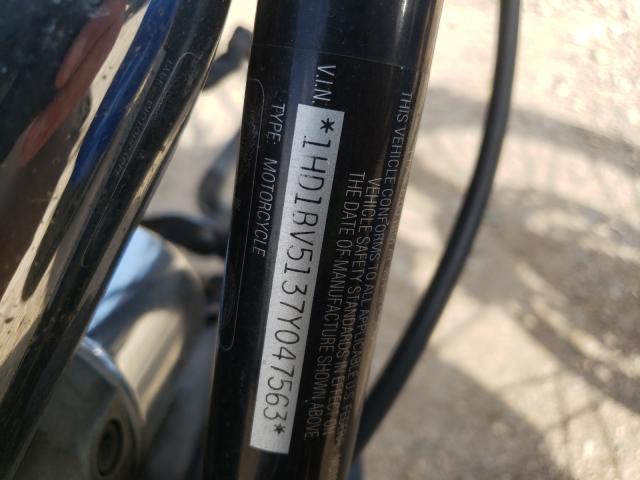 THIS VEHICLE CONFORMS TO ALL APPLICABLE U.S. FEDERAL
VEHICLE SAFETY STANDARDS IN EFFECT ON
THE DATE OF MANUFACTURE SHOWN ABOVE
V.I.N. *1HD1BV5137Y047563*
TYPE: MOTORCYCLE